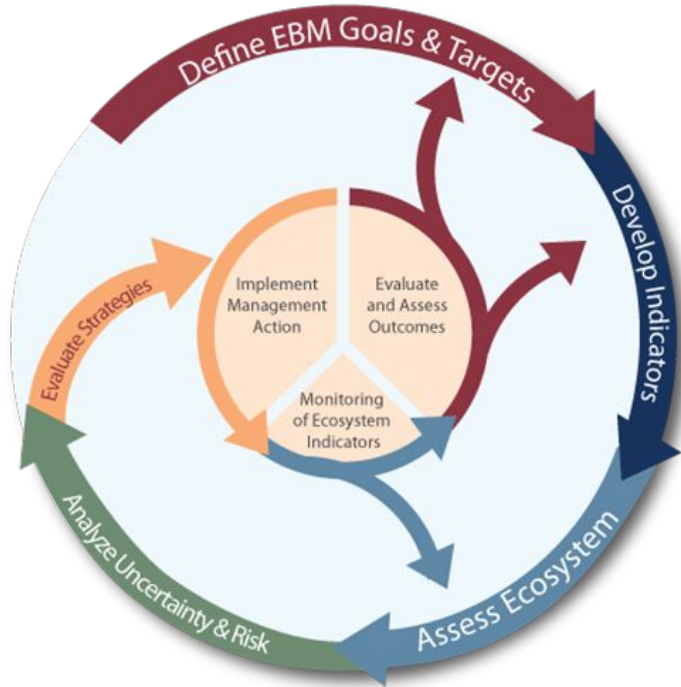 Define EBM Goals & Targets
Develop Indicators
Assess Ecosystem
Analyze Uncertainty & Risk
Evaluate Strategies
Implement
Management
Action
Evaluate
and Assess
Outcomes
Monitoring
of Ecosystem
Indicators